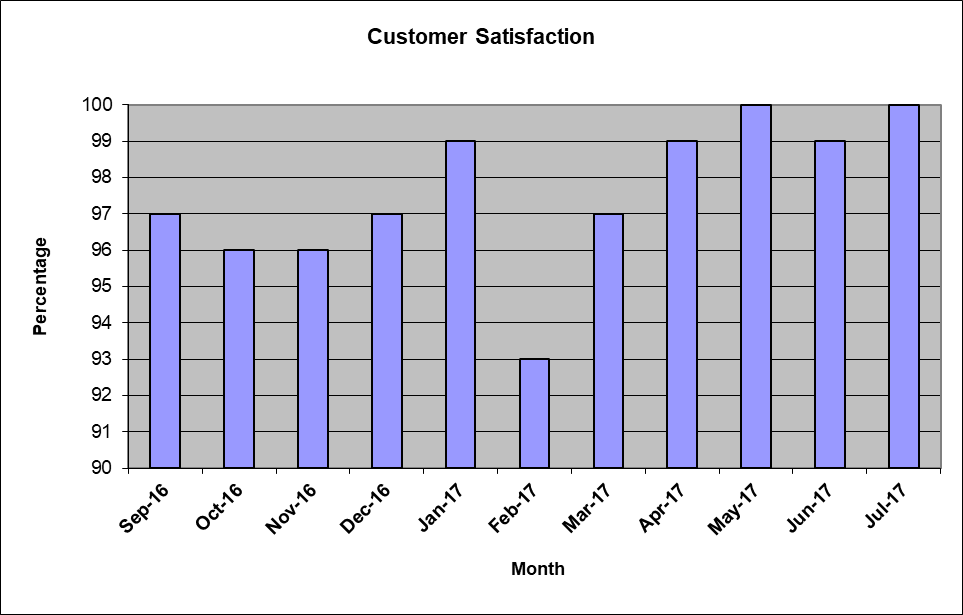 Customer Satisfaction
100
99
98
97
96
95
94
93
92
91
90
Percentage
Sep-16
Oct-16
Nov-16
Dec-16
Jan-17
Feb-17
Mar-17
Apr-17
May-17
Jun-17
Jul-17
Month